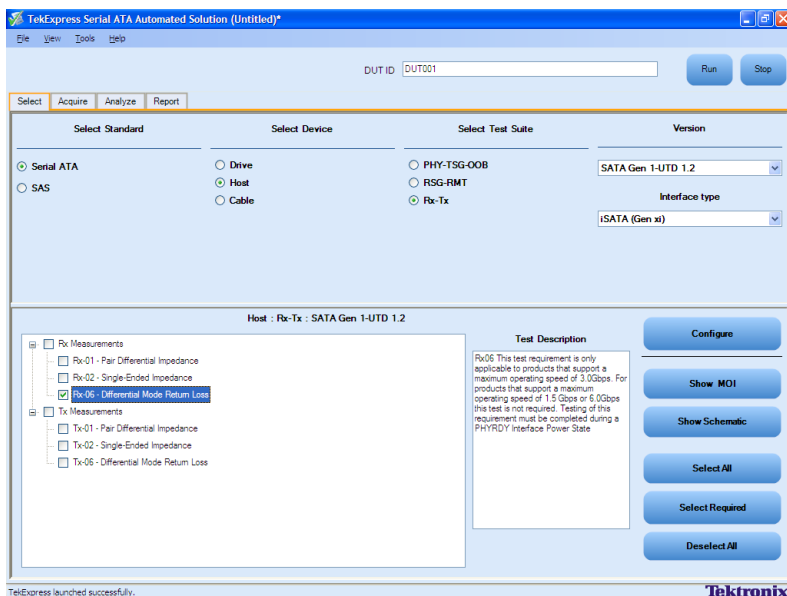 TekExpress Serial ATA Automated Solution (Untitled)*
File View Tools Help
DUT ID DUT001 Run Stop
Select Acquire Analyze Report
Select Standard Select Device Select Test Suite Version
Serial ATA Drive PHY-TSG-OOB SATA Gen 1-UTD 1.2
SAS Host RSG-RMT Interface type
Cable Rx-Tx iSATA (Gen xi)
Host : Rx-Tx : SATA Gen 1-UTD 1.2
Rx Measurements
Rx-01 - Pair Differential Impedance
Rx-02 - Single-Ended Impedance
Rx-06 - Differential Mode Return Loss
Tx Measurements
Tx-01 - Pair Differential Impedance
Tx-02 - Single-Ended Impedance
Tx-06 - Differential Mode Return Loss
Test Description
Rx06 This test requirement is only
applicable to products that support a
maximum operating speed of 3.0Gbps. For
products that support a maximum
operating speed of 1.5 Gbps or 6.0Gbps
this test is not required. Testing of this
requirement must be completed during a
PHYRDY Interface Power State
Configure
Show MOI
Show Schematic
Select All
Select Required
Deselect All
TekExpress launched successfully.
Tektronix